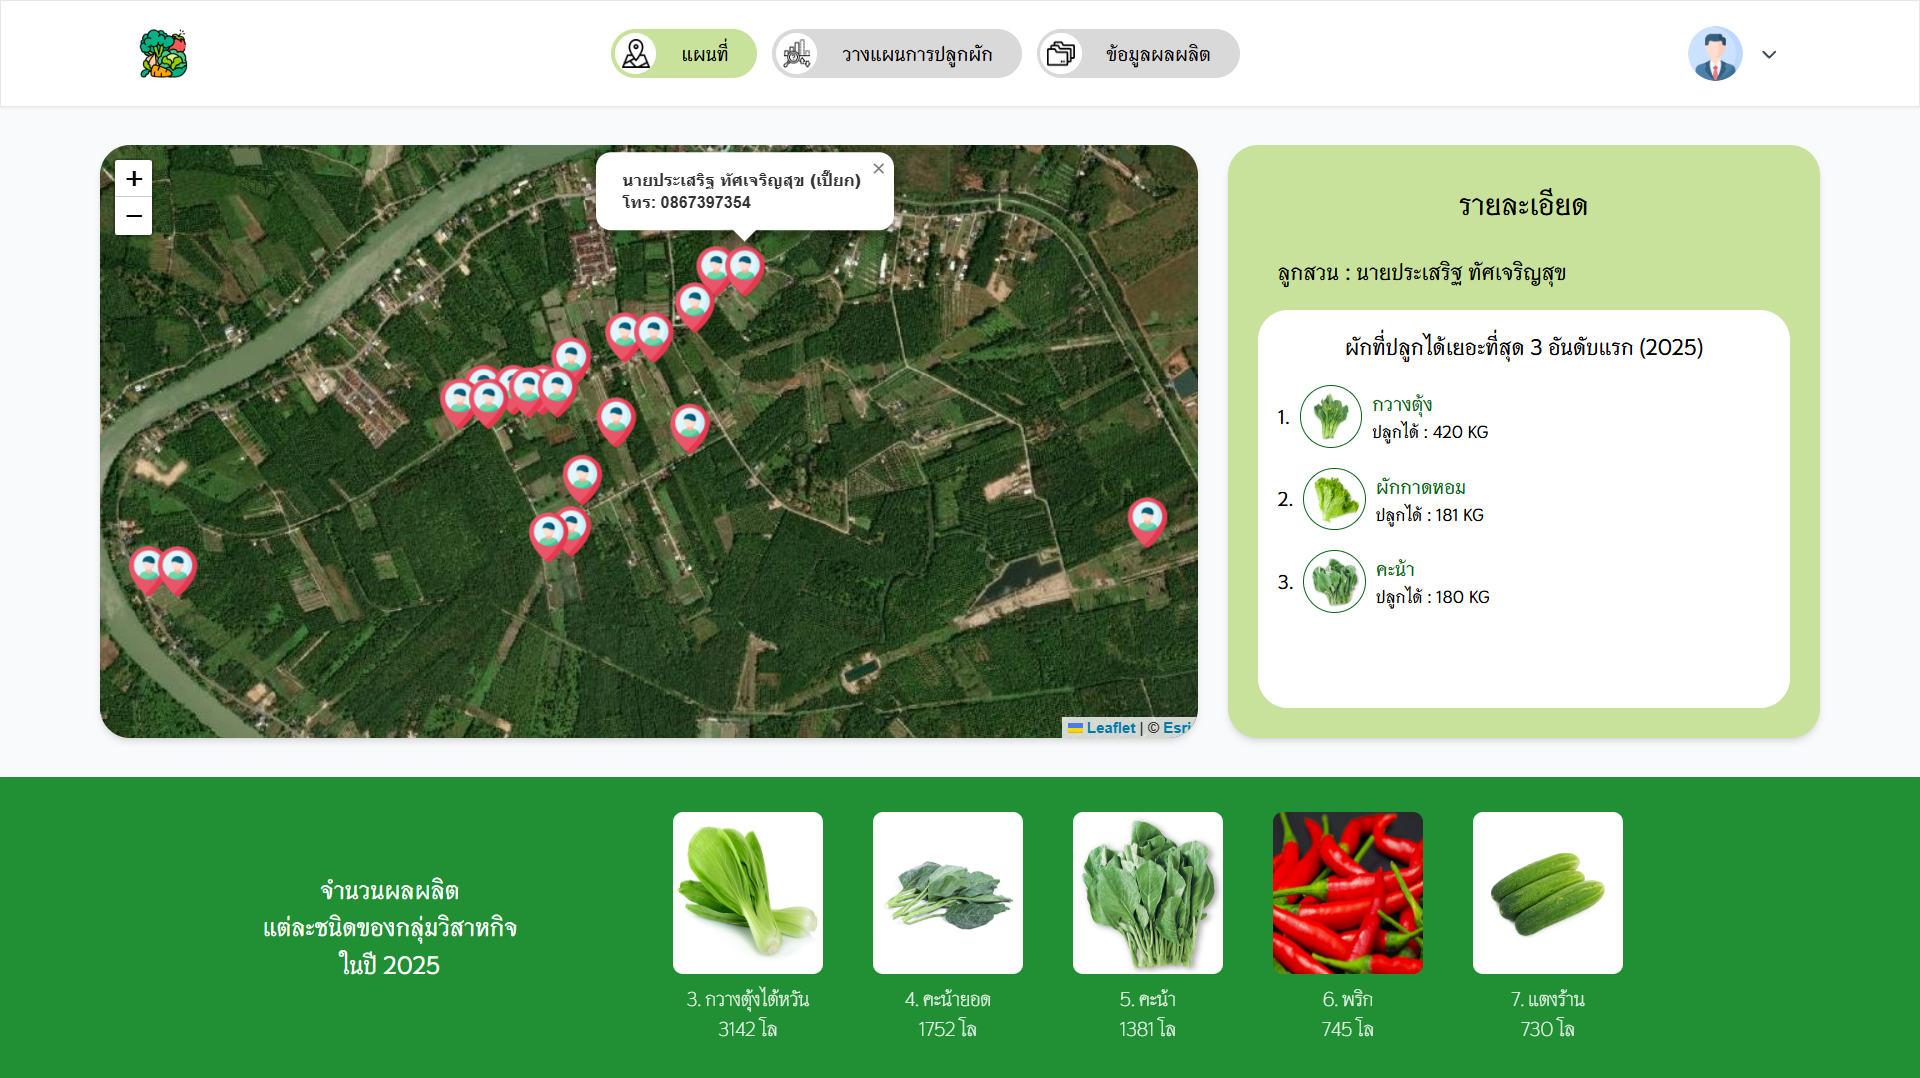 แผนที่
วางแผนการปลูกผัก
ข้อมูลผลผลิต
+
−
นายประเสริฐ ทัศเจริญสุข (เปี๊ยก)
โทร: 0867397354
×
Leaflet | © Esri
รายละเอียด
ลูกสวน : นายประเสริฐ ทัศเจริญสุข
ผักที่ปลูกได้เยอะที่สุด 3 อันดับแรก (2025)
1. กวางตุ้ง
ปลูกได้ : 420 KG
2. ผักกาดหอม
ปลูกได้ : 181 KG
3. คะน้า
ปลูกได้ : 180 KG
จำนวนผลผลิต
แต่ละชนิดของกลุ่มวิสาหกิจ
ในปี 2025
3. กวางตุ้งไต้หวัน
3142 โล
4. คะน้ายอด
1752 โล
5. คะน้า
1381 โล
6. พริก
745 โล
7. แตงร้าน
730 โล